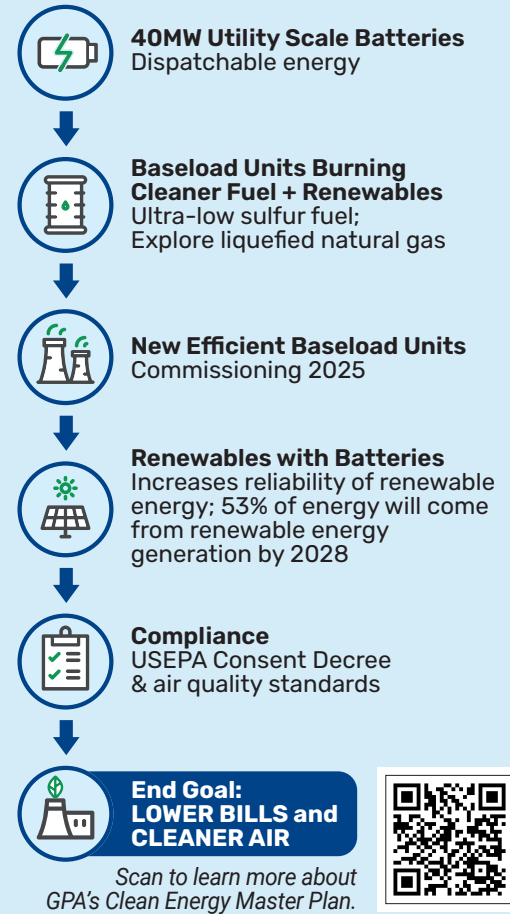 40MW Utility Scale Batteries
Dispatchable energy
Baseload Units Burning
Cleaner Fuel + Renewables
Ultra-low sulfur fuel;
Explore liquefied natural gas
New Efficient Baseload Units
Commissioning 2025
Renewables with Batteries
Increases reliability of renewable
energy; 53% of energy will come
from renewable energy
generation by 2028
Compliance
USEPA Consent Decree
& air quality standards
End Goal:
LOWER BILLS and
CLEANER AIR
Scan to learn more about
GPA's Clean Energy Master Plan.